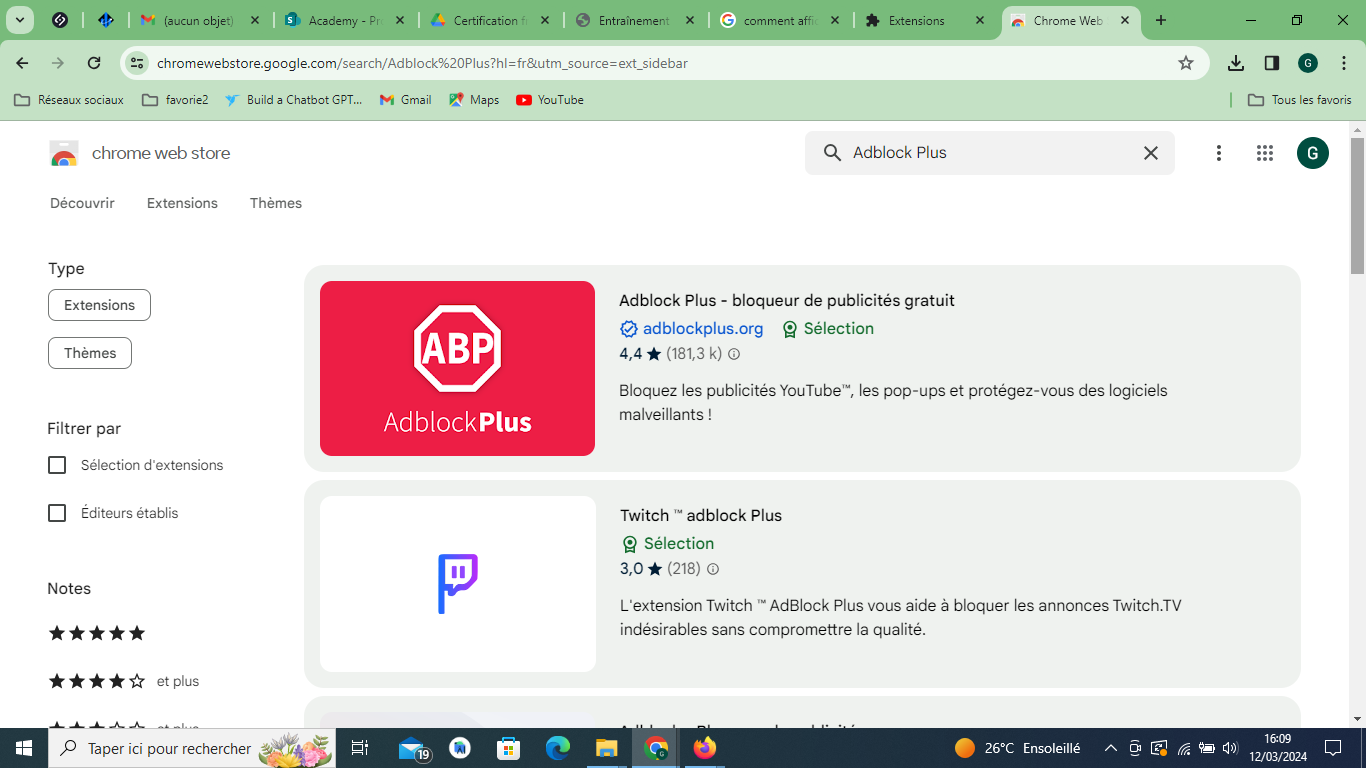 (aucun objet)
Academy - Pr
Certification f
Entraînement
comment affic
Extensions
Chrome Web
chromewebstore.google.com/search/Adblock%20Plus?hl=fr&utm_source=ext_sidebar
G
Réseaux sociaux
favorie2
Build a Chatbot GPT...
Gmail
Maps
YouTube
Tous les favoris
chrome web store
Adblock Plus
G
Découvrir
Extensions
Thèmes
Type
Extensions
Thèmes
Filtrer par
Sélection d'extensions
Éditeurs établis
Notes
et plus
et plus
ABP
AdblockPlus
Adblock Plus - bloqueur de publicités gratuit
adblockplus.org
Sélection
4,4 ★ (181,3 k)
Bloquez les publicités YouTube™, les pop-ups et protégez-vous des logiciels
malveillants !
Twitch ™ adblock Plus
Sélection
3,0 ★ (218)
L'extension Twitch ™ AdBlock Plus vous aide à bloquer les annonces Twitch.TV
indésirables sans compromettre la qualité.
Taper ici pour rechercher
19
26°C Ensoleillé
16:09
12/03/2024